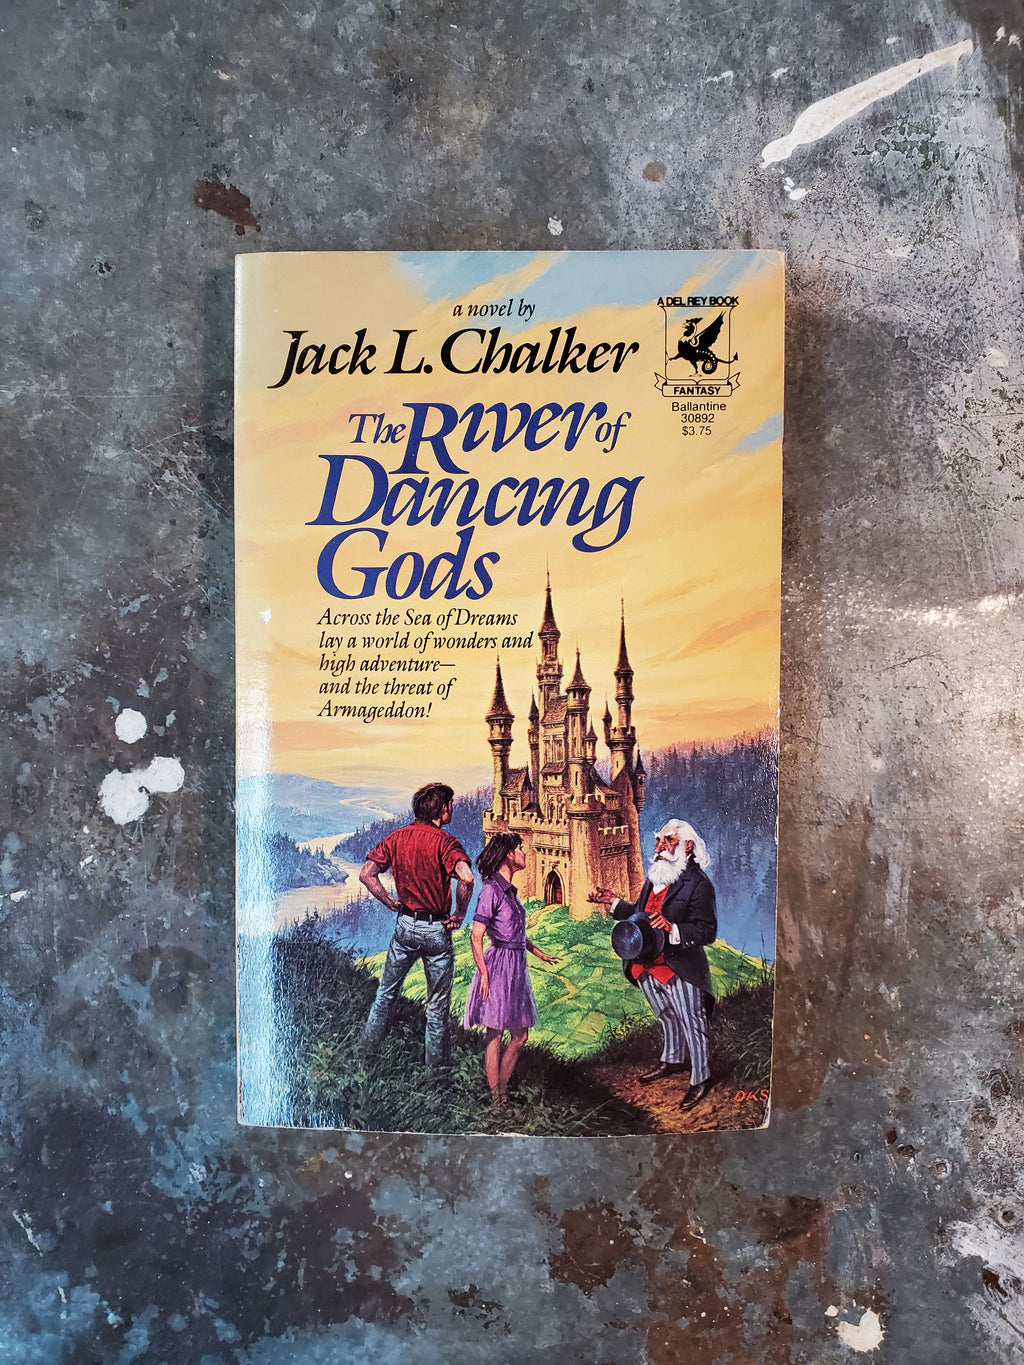 a novel by
Jack L. Chalker
A DEL REY BOOK
FANTASY
Ballantine
30892
$3.75
The River of
Dancing
Gods
Across the Sea of Dreams
lay a world of wonders and
high adventure—
and the threat of
Armageddon!
DKS